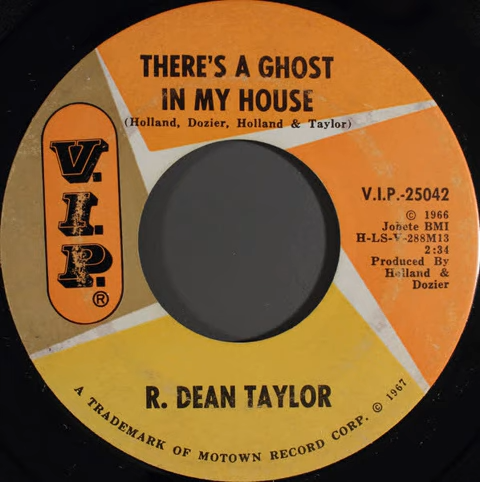 THERE'S A GHOST
IN MY HOUSE
(Holland, Dozier, Holland & Taylor)
V.I.P.
®
V.I.P.-25042
© 1966
Jobete BMI
H-LS-V-288M13
2:34
Produced By
Holland &
Dozier
R. DEAN TAYLOR
A TRADEMARK OF MOTOWN RECORD CORP. © 1967